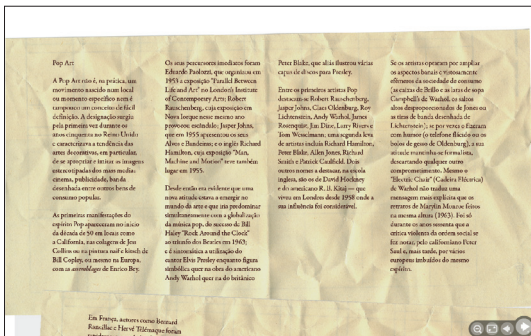 Pop Art
A Pop Art não é, na prática, um
movimento nascido num local
ou momento específico nem é
tampouco um conceito de fácil
definição. A designação surgiu
pela primeira vez durante os
anos cinquenta no Reino Unido
e caracterizava a tendência das
artes decorativas, em particular,
de se apropriar e imitar as imagens
estereotipadas dos mass media:
cinema, publicidade, banda
desenhada entre outros bens de
consumo popular.
As primeiras manifestações do
espírito Pop apareceram no início
da década de 50 em locais como
a Califórnia, nas colagens de Jess
Collins ou na pintura naïf e kitsch de
Bill Copley, ou mesmo na Europa,
com as assemblages de Enrico Bey.
Os seus percursores imediatos foram
Eduardo Paolozzi, que organizou em
1953 a exposição "Parallel Between
Life and Art" no London's Institute
of Contemporary Arts; Robert
Rauschenberg, cuja exposição em
Nova Iorque nesse mesmo ano
provocou escândalo; Jasper Johns,
que em 1955 apresentou os seus
Alvos e Bandeiras; e o inglês Richard
Hamilton, cuja exposição "Man,
Machine and Motion" teve também
lugar em 1955.
Desde então era evidente que uma
nova atitude estava a emergir no
mundo da arte e que iria predominar
simultaneamente com a globalização
da música pop, do sucesso de Bill
Haley "Rock Around the Clock"
ao triunfo dos Beatles em 1963;
e é sintomática a utilização do
cantor Elvis Presley enquanto figura
simbólica quer na obra do americano
Andy Warhol quer na do britânico
Peter Blake, que aliás ilustrou várias
capas de discos para Presley.
Entre os primeiros artistas Pop
destacam-se Robert Rauschenberg,
Jasper Johns, Claes Oldenburg, Roy
Lichtenstein, Andy Warhol, James
Rosenquist, Jim Dine, Larry Rivers e
Tom Wesselmann; uma segunda leva
de artistas incluía Richard Hamilton,
Peter Blake, Allen Jones, Richard
Smith e Patrick Caulfield. Dois
outros nomes a destacar, na escola
inglesa, são os de David Hockney
e do americano R. B. Kitaj — que
viveu em Londres desde 1958 onde a
sua influência foi considerável.
Se os artistas optaram por ampliar
os aspectos banais e vistosamente
efémeros da sociedade de consumo
(as caixas de Brillo e as latas de sopa
Campbell's de Warhol, os saltos
altos desproporcionados de Jones ou
as tiras de banda desenhada de
Lichtenstein), e por vezes o fizeram
com humor (o telefone flácido ou os
bolos de gesso de Oldenburg), a sua
atitude mantinha-se formalista,
descartando qualquer outro
comprometimento. Mesmo o
"Electric Chair" (Cadeira Eléctrica)
de Warhol não traduz uma
mensagem mais explícita que os
retratos de Marylin Monroe feitos
na mesma altura (1963). Foi só
durante os anos sessenta que a
crítica violenta da ordem social se
fez notar, pelo californiano Peter
Saul e, mais tarde, por vários
europeus imbuídos do mesmo
espírito.
Em França, actores como Bernard
Rancillac e Hervé Télémaque foram